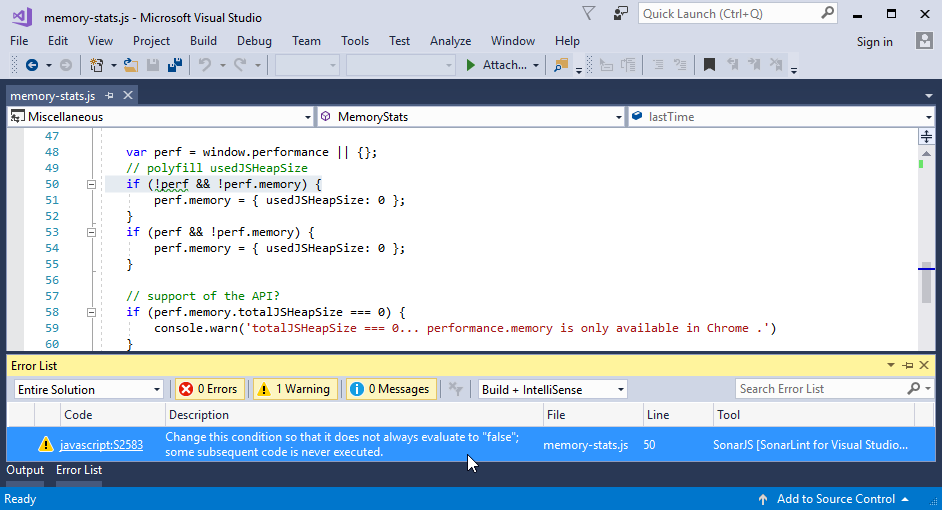 memory-stats.js - Microsoft Visual Studio
Quick Launch (Ctrl+Q)
File Edit View Project Build Debug Team Tools Test Analyze Window Help Sign in
Attach...
memory-stats.js
Miscellaneous MemoryStats lastTime
47
48 var perf = window.performance || {};
49 // polyfill usedJSHeapSize
50 if (!perf && !perf.memory) {
51 perf.memory = { usedJSHeapSize: 0 };
52 }
53 if (perf && !perf.memory) {
54 perf.memory = { usedJSHeapSize: 0 };
55 }
56
57 // support of the API?
58 if (perf.memory.totalJSHeapSize === 0) {
59 console.warn('totalJSHeapSize === 0... performance.memory is only available in Chrome .')
60 }
Error List
Entire Solution 0 Errors 1 Warning 0 Messages Build + IntelliSense Search Error List
Code Description File Line Tool
javascript:S2583 Change this condition so that it does not always evaluate to "false"; some subsequent code is never executed. memory-stats.js 50 SonarJS [SonarLint for Visual Studio...
Output Error List
Ready Add to Source Control